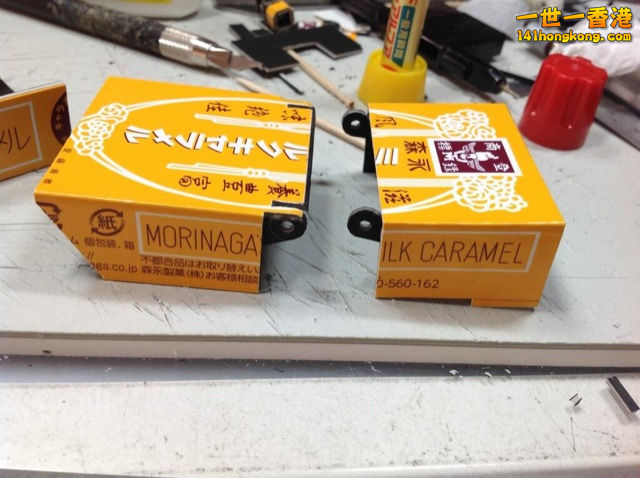 一世一香港
141hongkong.com
メル
風味絶佳
ルクキャラメル
滋養豊富
紙
個包装、箱
MORINAGA
不都合品はお取り替えい
aga.co.jp 森永製菓(株)お客様相談
風
森永
ミ
滋
ILK CARAMEL
0-560-162